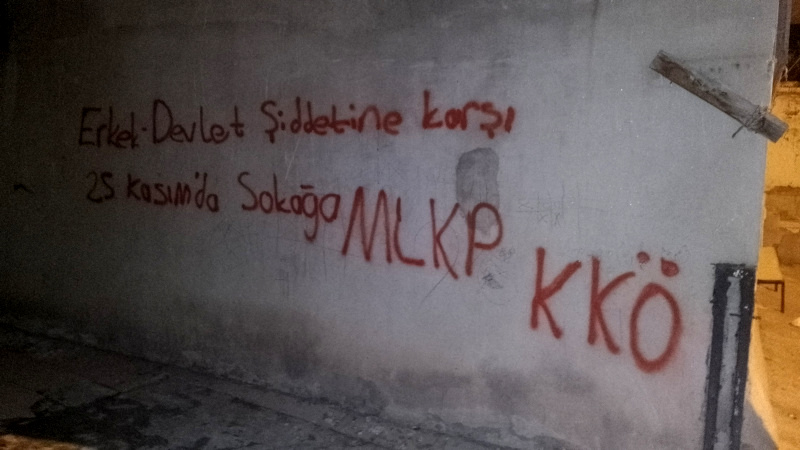 Erkek-Devlet Şiddetine karşı
25 Kasım'da Sokağa MLKP
KKÖ